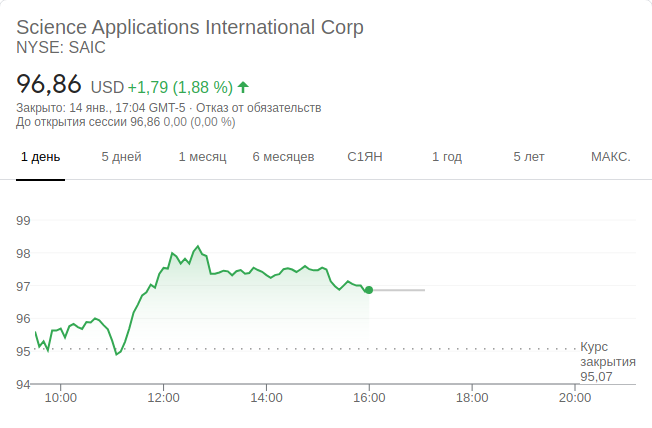 Science Applications International Corp
NYSE: SAIC
96,86 USD +1,79 (1,88 %)
Закрыто: 14 янв., 17:04 GMT-5 · Отказ от обязательств
До открытия сессии 96,86 0,00 (0,00 %)
1 день 5 дней 1 месяц 6 месяцев С1ЯН 1 год 5 лет МАКС.
99
98
97
96
95
94
Курс
закрытия
95,07
10:00 12:00 14:00 16:00 18:00 20:00